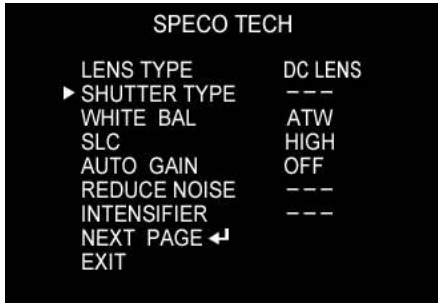 SPECO TECH
LENS TYPE DC LENS
▶ SHUTTER TYPE ---
WHITE BAL ATW
SLC HIGH
AUTO GAIN OFF
REDUCE NOISE ---
INTENSIFIER ---
NEXT PAGE ↵
EXIT